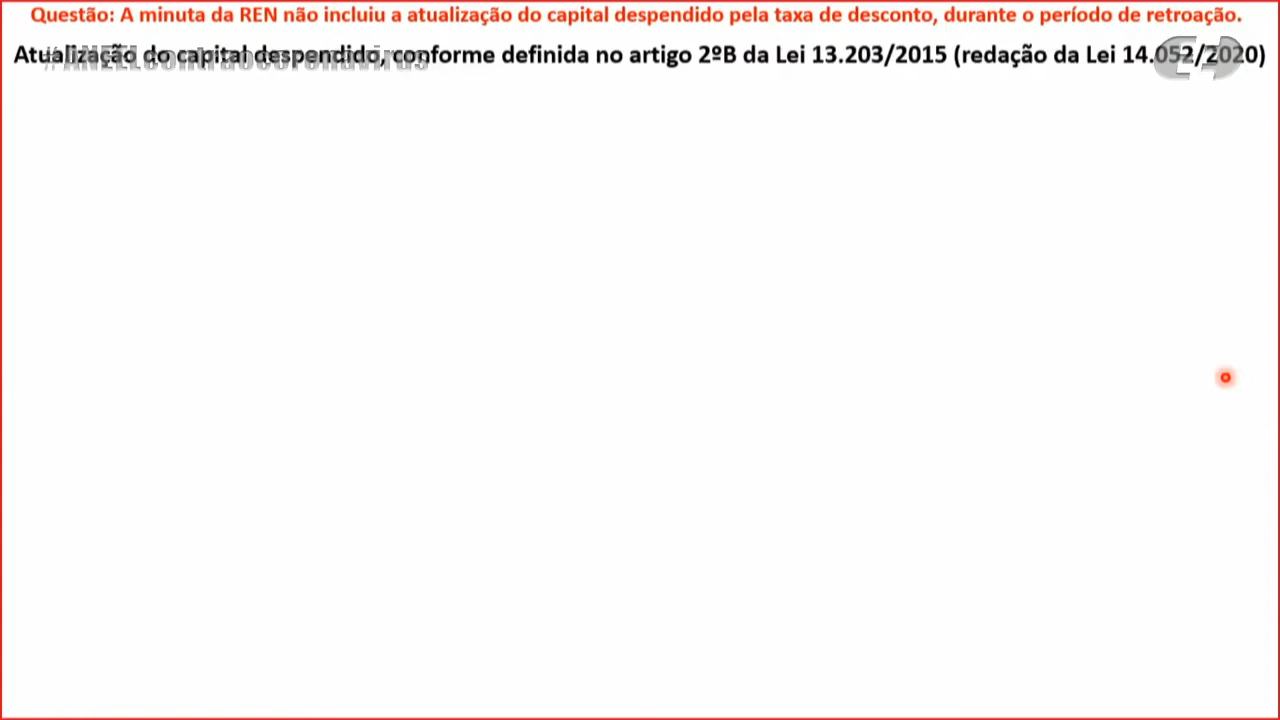 Questão: A minuta da REN não incluiu a atualização do capital despendido pela taxa de desconto, durante o período de retroação.
Atualização do capital despendido, conforme definida no artigo 2ºB da Lei 13.203/2015 (redação da Lei 14.052/2020)
#ANEELcontraoCoronavírus